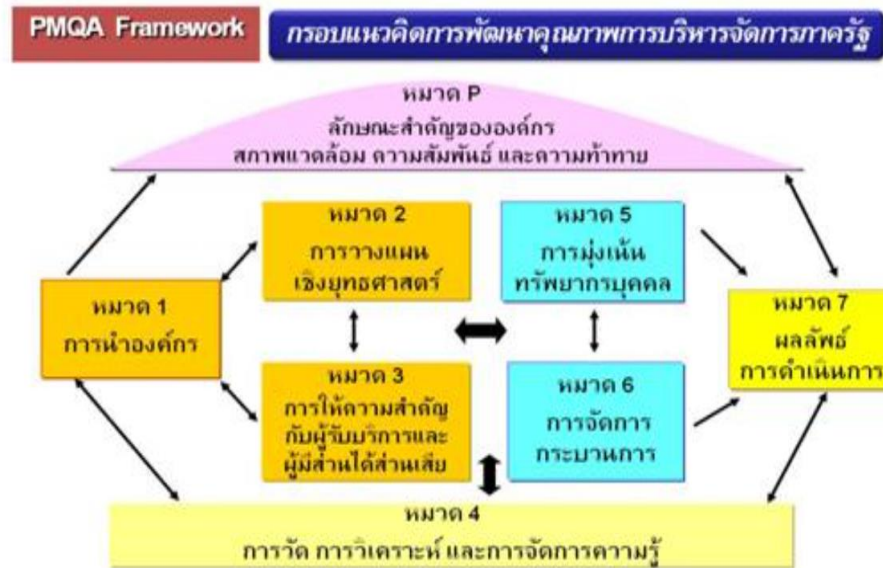 PMQA Framework
กรอบแนวคิดการพัฒนาคุณภาพการบริหารจัดการภาครัฐ
หมวด P
ลักษณะสำคัญขององค์กร
สภาพแวดล้อม ความสัมพันธ์ และความท้าทาย
หมวด 1
การนำองค์กร
หมวด 2
การวางแผน
เชิงยุทธศาสตร์
หมวด 3
การให้ความสำคัญ
กับผู้รับบริการและ
ผู้มีส่วนได้ส่วนเสีย
หมวด 5
การมุ่งเน้น
ทรัพยากรบุคคล
หมวด 6
การจัดการ
กระบวนการ
หมวด 7
ผลลัพธ์
การดำเนินการ
หมวด 4
การวัด การวิเคราะห์ และการจัดการความรู้